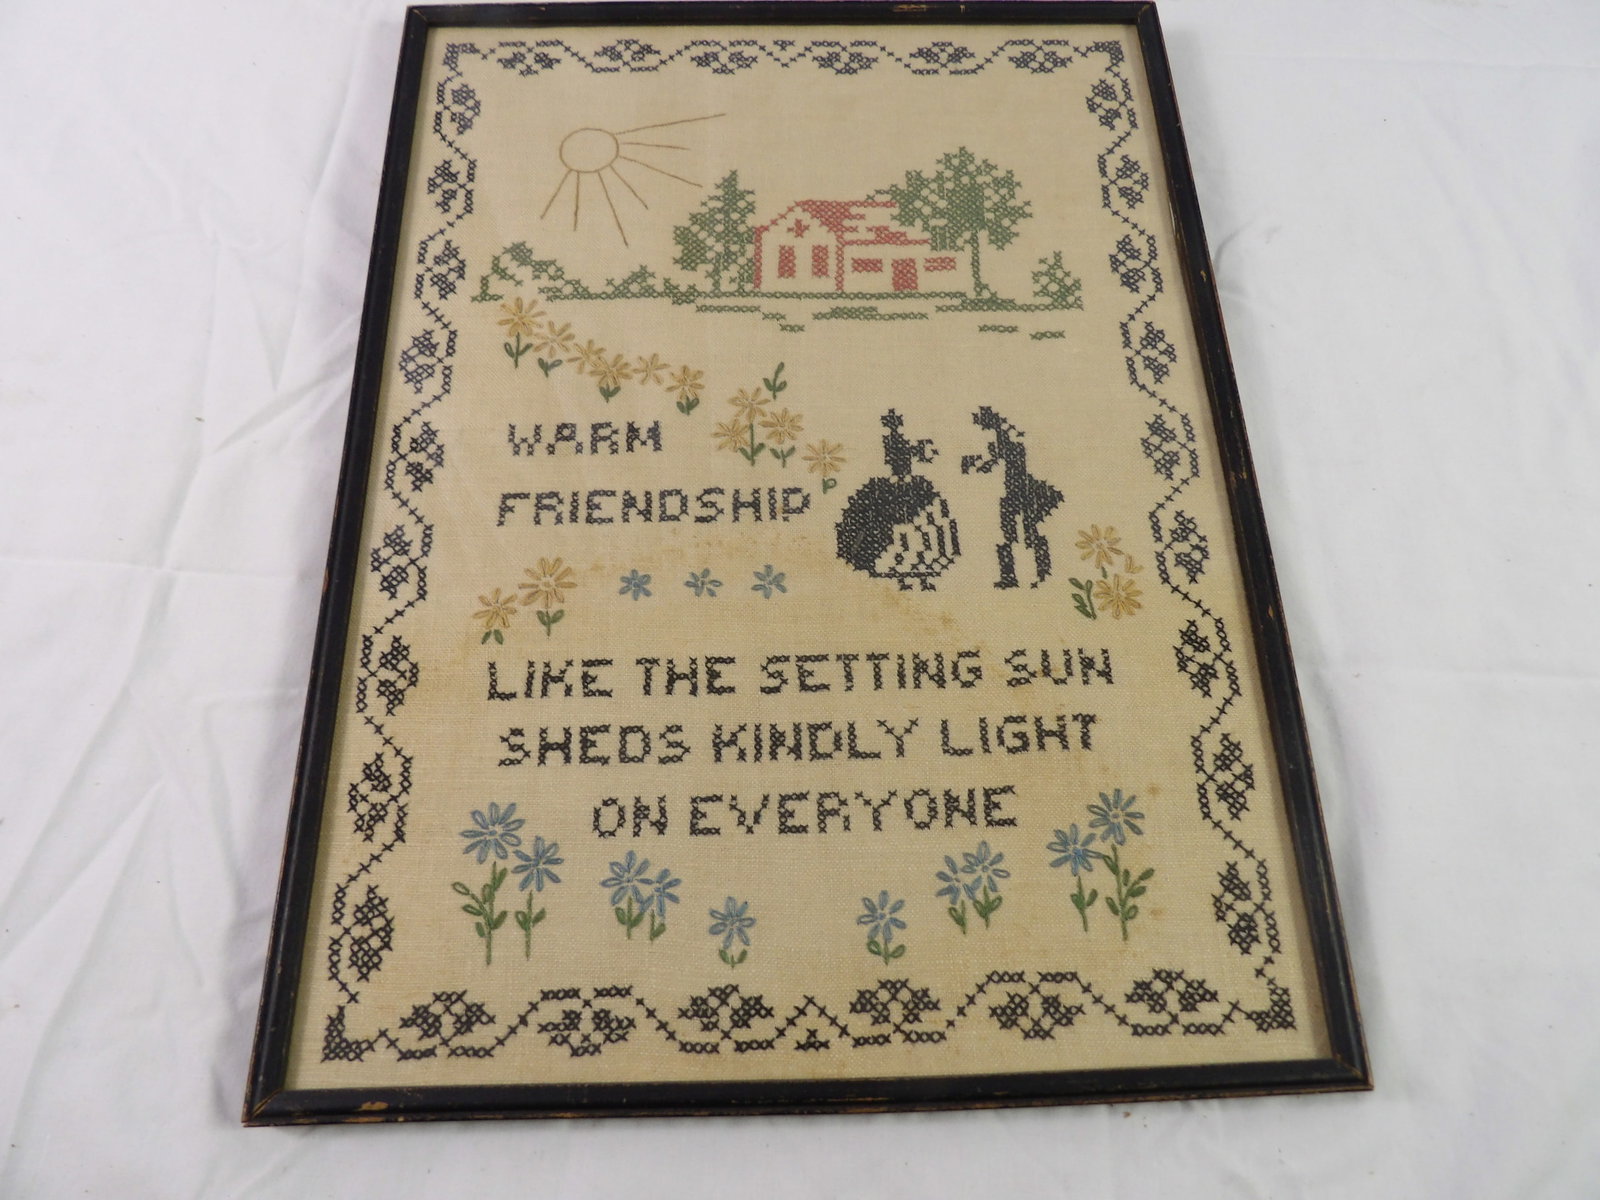 WARM
FRIENDSHIP
LIKE THE SETTING SUN
SHEDS KINDLY LIGHT
ON EVERYONE